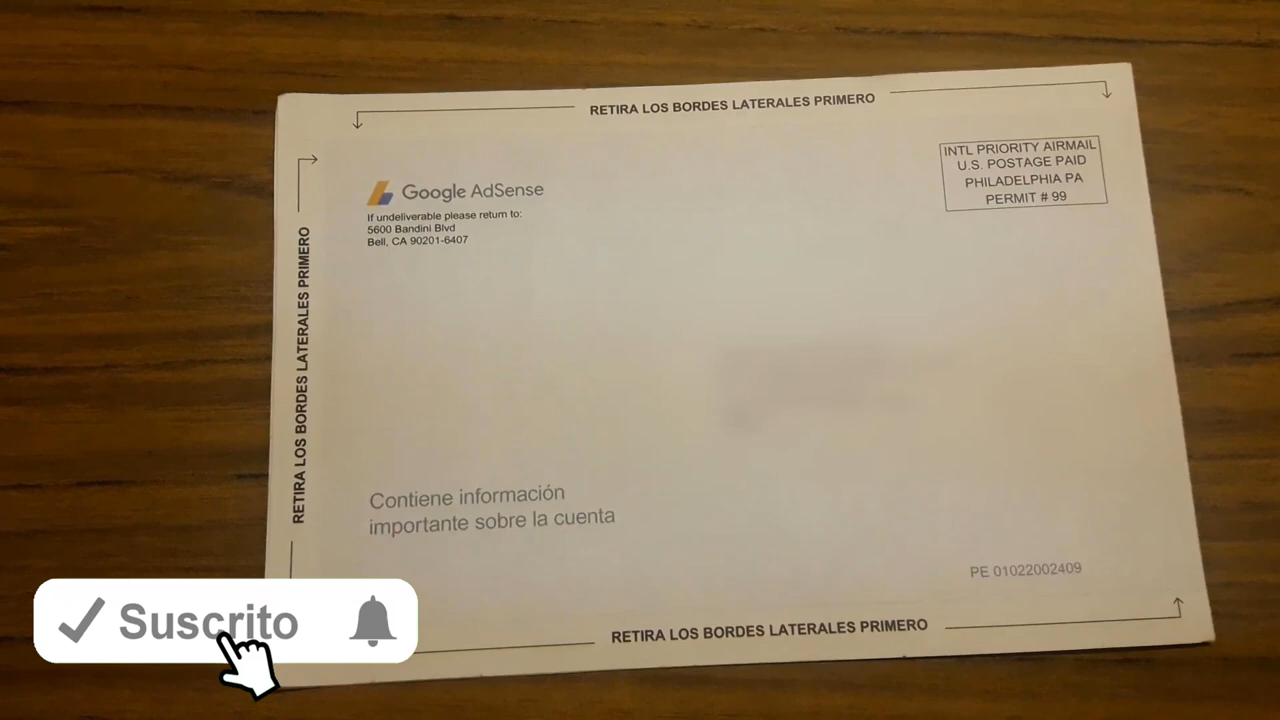 RETIRA LOS BORDES LATERALES PRIMERO
INTL PRIORITY AIRMAIL
U.S. POSTAGE PAID
PHILADELPHIA PA
PERMIT # 99
Google AdSense
If undeliverable please return to:
5600 Bandini Blvd
Bell, CA 90201-6407
RETIRA LOS BORDES LATERALES PRIMERO
Contiene información
importante sobre la cuenta
PE 01022002409
Suscrito
RETIRA LOS BORDES LATERALES PRIMERO